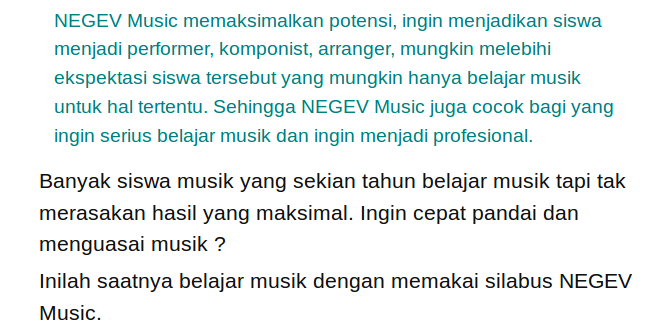 NEGEV Music memaksimalkan potensi, ingin menjadikan siswa
menjadi performer, komponist, arranger, mungkin melebihi
ekspektasi siswa tersebut yang mungkin hanya belajar musik
untuk hal tertentu. Sehingga NEGEV Music juga cocok bagi yang
ingin serius belajar musik dan ingin menjadi profesional.
Banyak siswa musik yang sekian tahun belajar musik tapi tak
merasakan hasil yang maksimal. Ingin cepat pandai dan
menguasai musik ?
Inilah saatnya belajar musik dengan memakai silabus NEGEV
Music.